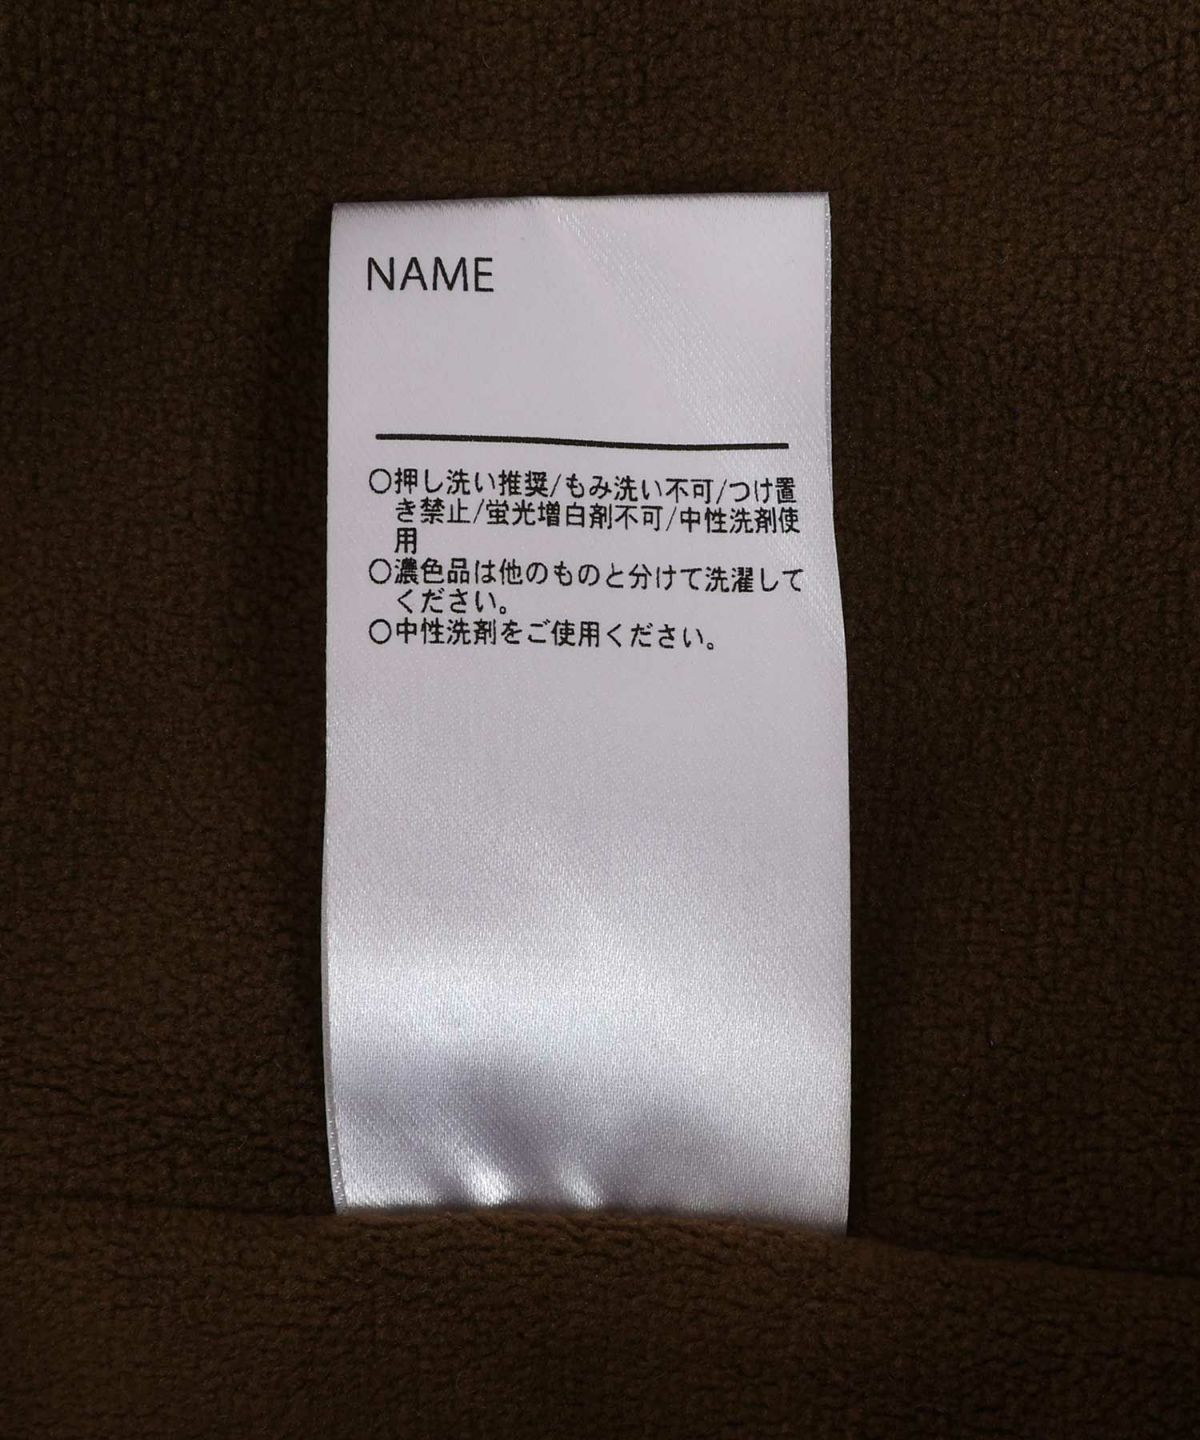 NAME
○押し洗い推奨/もみ洗い不可/つけ置
き禁止/蛍光増白剤不可/中性洗剤使
用
○濃色品は他のものと分けて洗濯して
ください。
○中性洗剤をご使用ください。